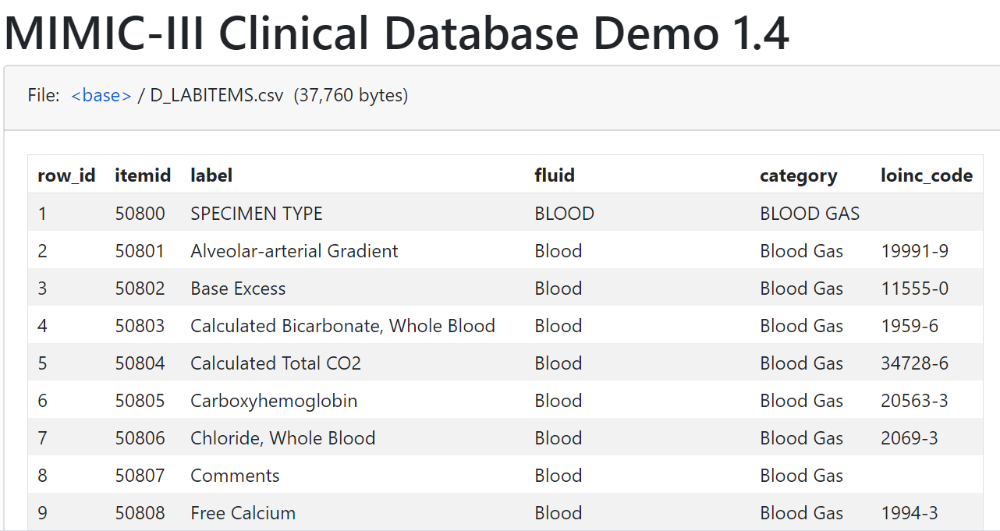 MIMIC-III Clinical Database Demo 1.4
File: <base> / D_LABITEMS.csv (37,760 bytes)
row_id itemid label fluid category loinc_code
1 50800 SPECIMEN TYPE BLOOD BLOOD GAS
2 50801 Alveolar-arterial Gradient Blood Blood Gas 19991-9
3 50802 Base Excess Blood Blood Gas 11555-0
4 50803 Calculated Bicarbonate, Whole Blood Blood Blood Gas 1959-6
5 50804 Calculated Total CO2 Blood Blood Gas 34728-6
6 50805 Carboxyhemoglobin Blood Blood Gas 20563-3
7 50806 Chloride, Whole Blood Blood Blood Gas 2069-3
8 50807 Comments Blood Blood Gas
9 50808 Free Calcium Blood Blood Gas 1994-3